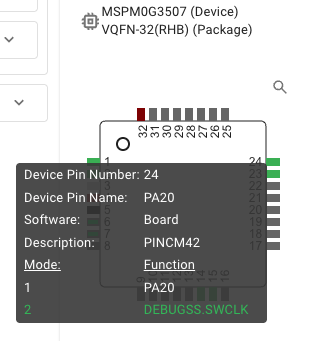 MSPM0G3507 (Device)
VQFN-32(RHB) (Package)
32 31 30 29 28 27 26 25
1 24
23
22
21
20
19
18
8 17
Device Pin Number: 24
Device Pin Name: PA20
Software: Board
Description: PINCM42
Mode: Function
1 PA20
2 DEBUGSS.SWCLK